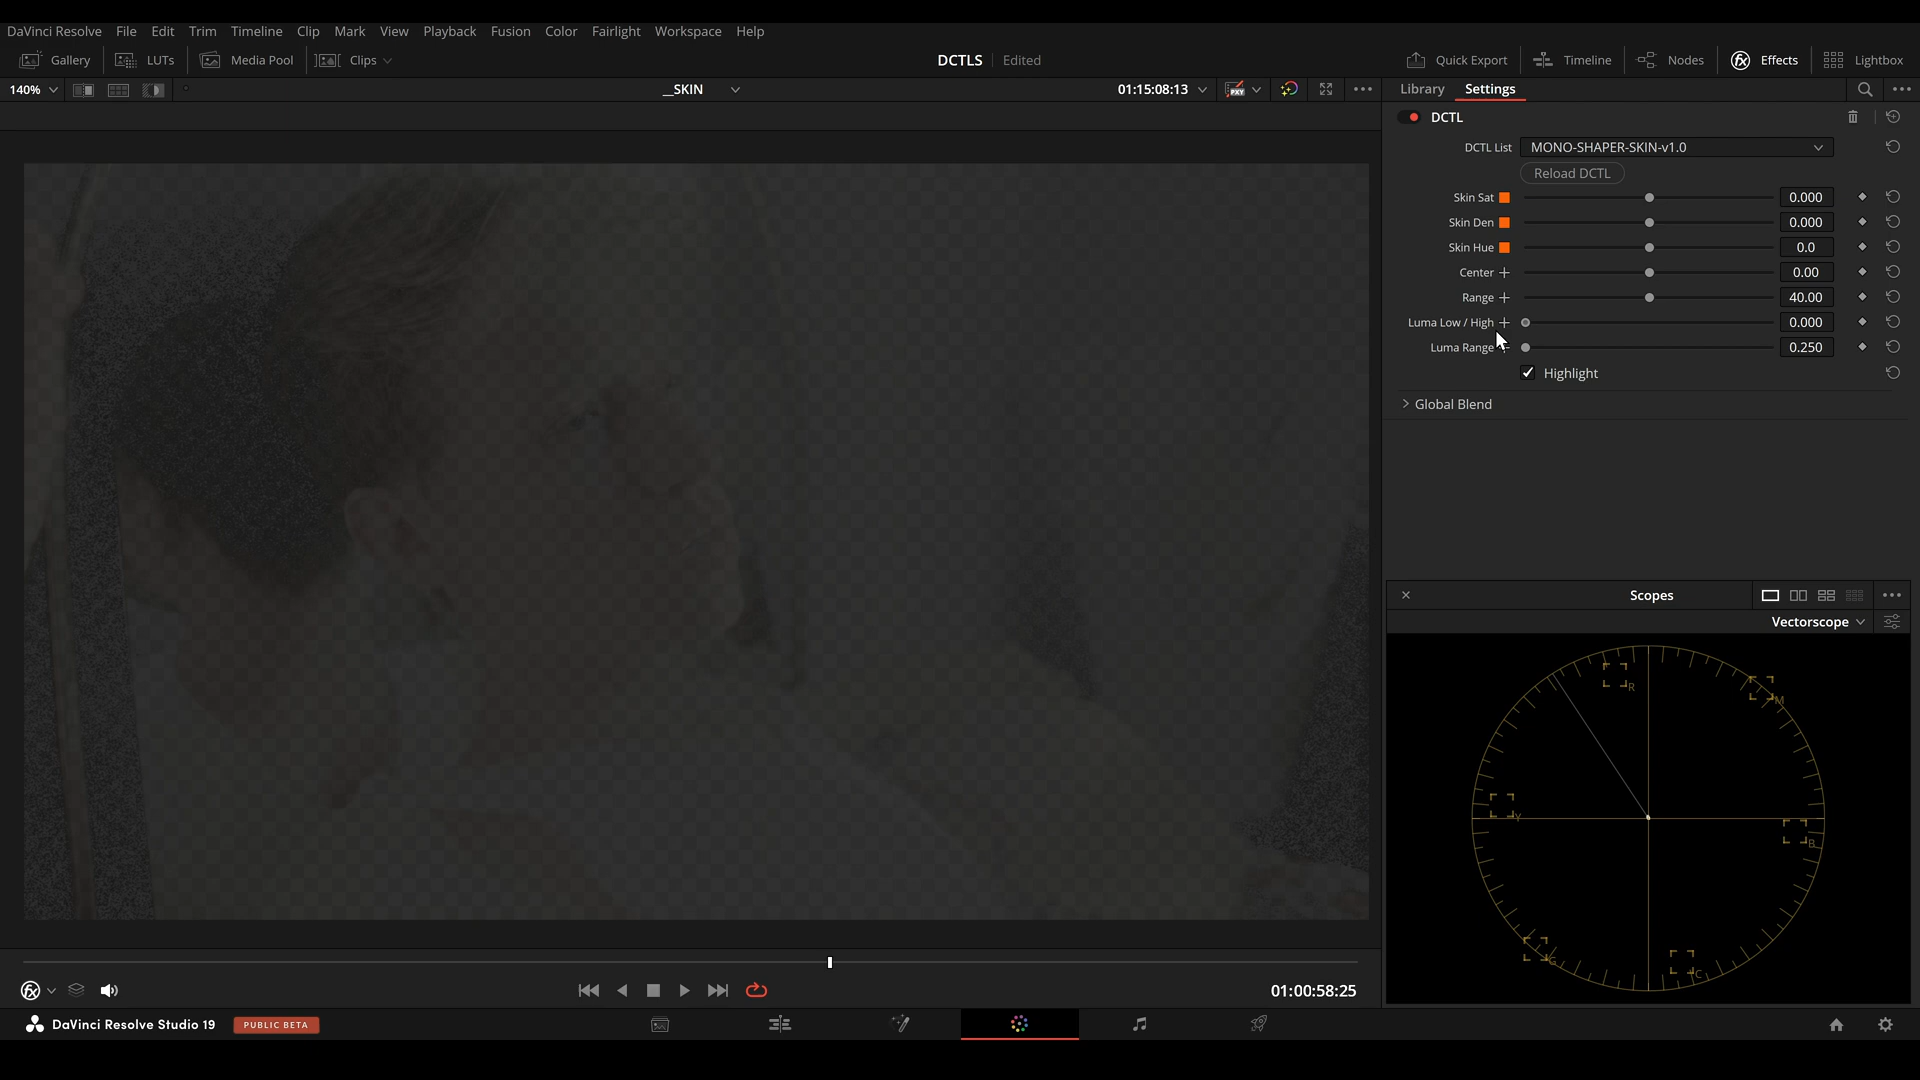 DaVinci Resolve File Edit Trim Timeline Clip Mark View Playback Fusion Color Fairlight Workspace Help
Gallery LUTs Media Pool Clips DCTLS Edited Quick Export Timeline Nodes Effects Lightbox
140% __SKIN 01:15:08:13 PXY Library Settings
DCTL
DCTL List MONO-SHAPER-SKIN-v1.0
Reload DCTL
Skin Sat 0.000
Skin Den 0.000
Skin Hue 0.0
Center 0.00
Range 40.00
Luma Low / High 0.000
Luma Range 0.250
Highlight
Global Blend
Scopes
Vectorscope
R
M
Y
B
G
C
01:00:58:25
DaVinci Resolve Studio 19 PUBLIC BETA